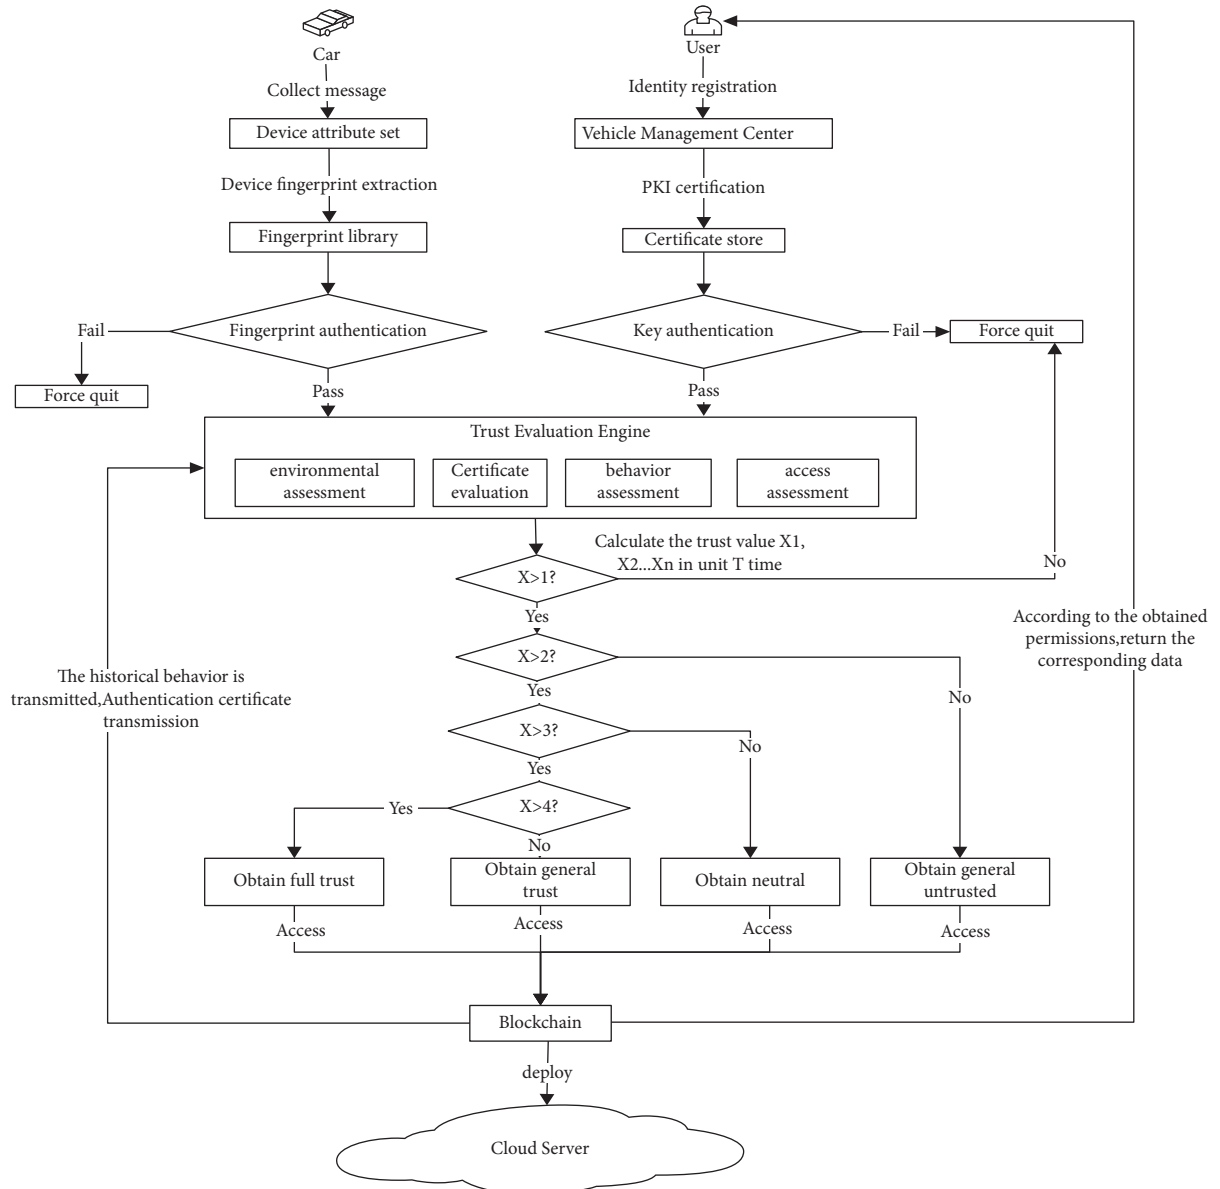 Car
User
Collect message
Identity registration
Device attribute set
Vehicle Management Center
Device fingerprint extraction
PKI certification
Fingerprint library
Certificate store
Fail
Fingerprint authentication
Key authentication
Fail
Force quit
Force quit
Pass
Pass
Trust Evaluation Engine
environmental
assessment
Certificate
evaluation
behavior
assessment
access
assessment
Calculate the trust value X1,
X2...Xn in unit T time
X>1?
No
Yes
According to the obtained
permissions,return the
corresponding data
The historical behavior is
transmitted,Authentication certificate
transmission
X>2?
Yes
No
X>3?
No
Yes
Yes
X>4?
No
Obtain full trust
Obtain general
trust
Obtain neutral
Obtain general
untrusted
Access
Access
Access
Access
Blockchain
deploy
Cloud Server